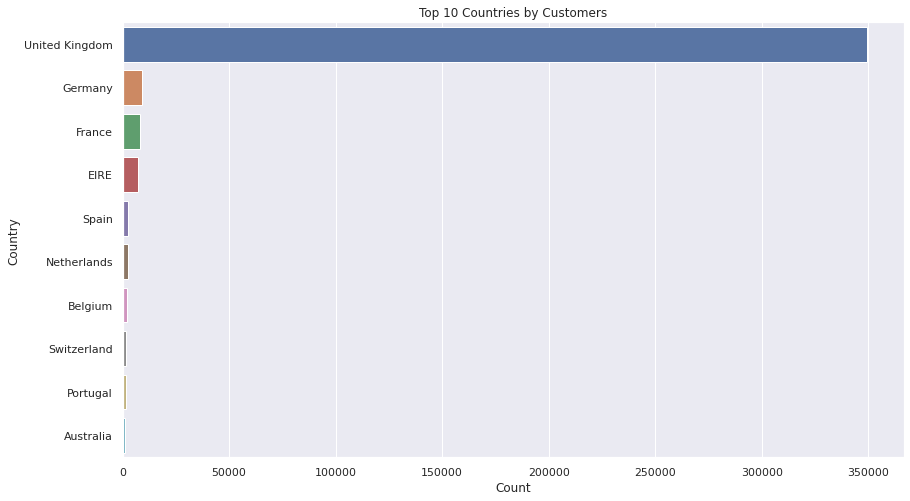 Top 10 Countries by Customers
Country
United Kingdom
Germany
France
EIRE
Spain
Netherlands
Belgium
Switzerland
Portugal
Australia
0 50000 100000 150000 200000 250000 300000 350000
Count